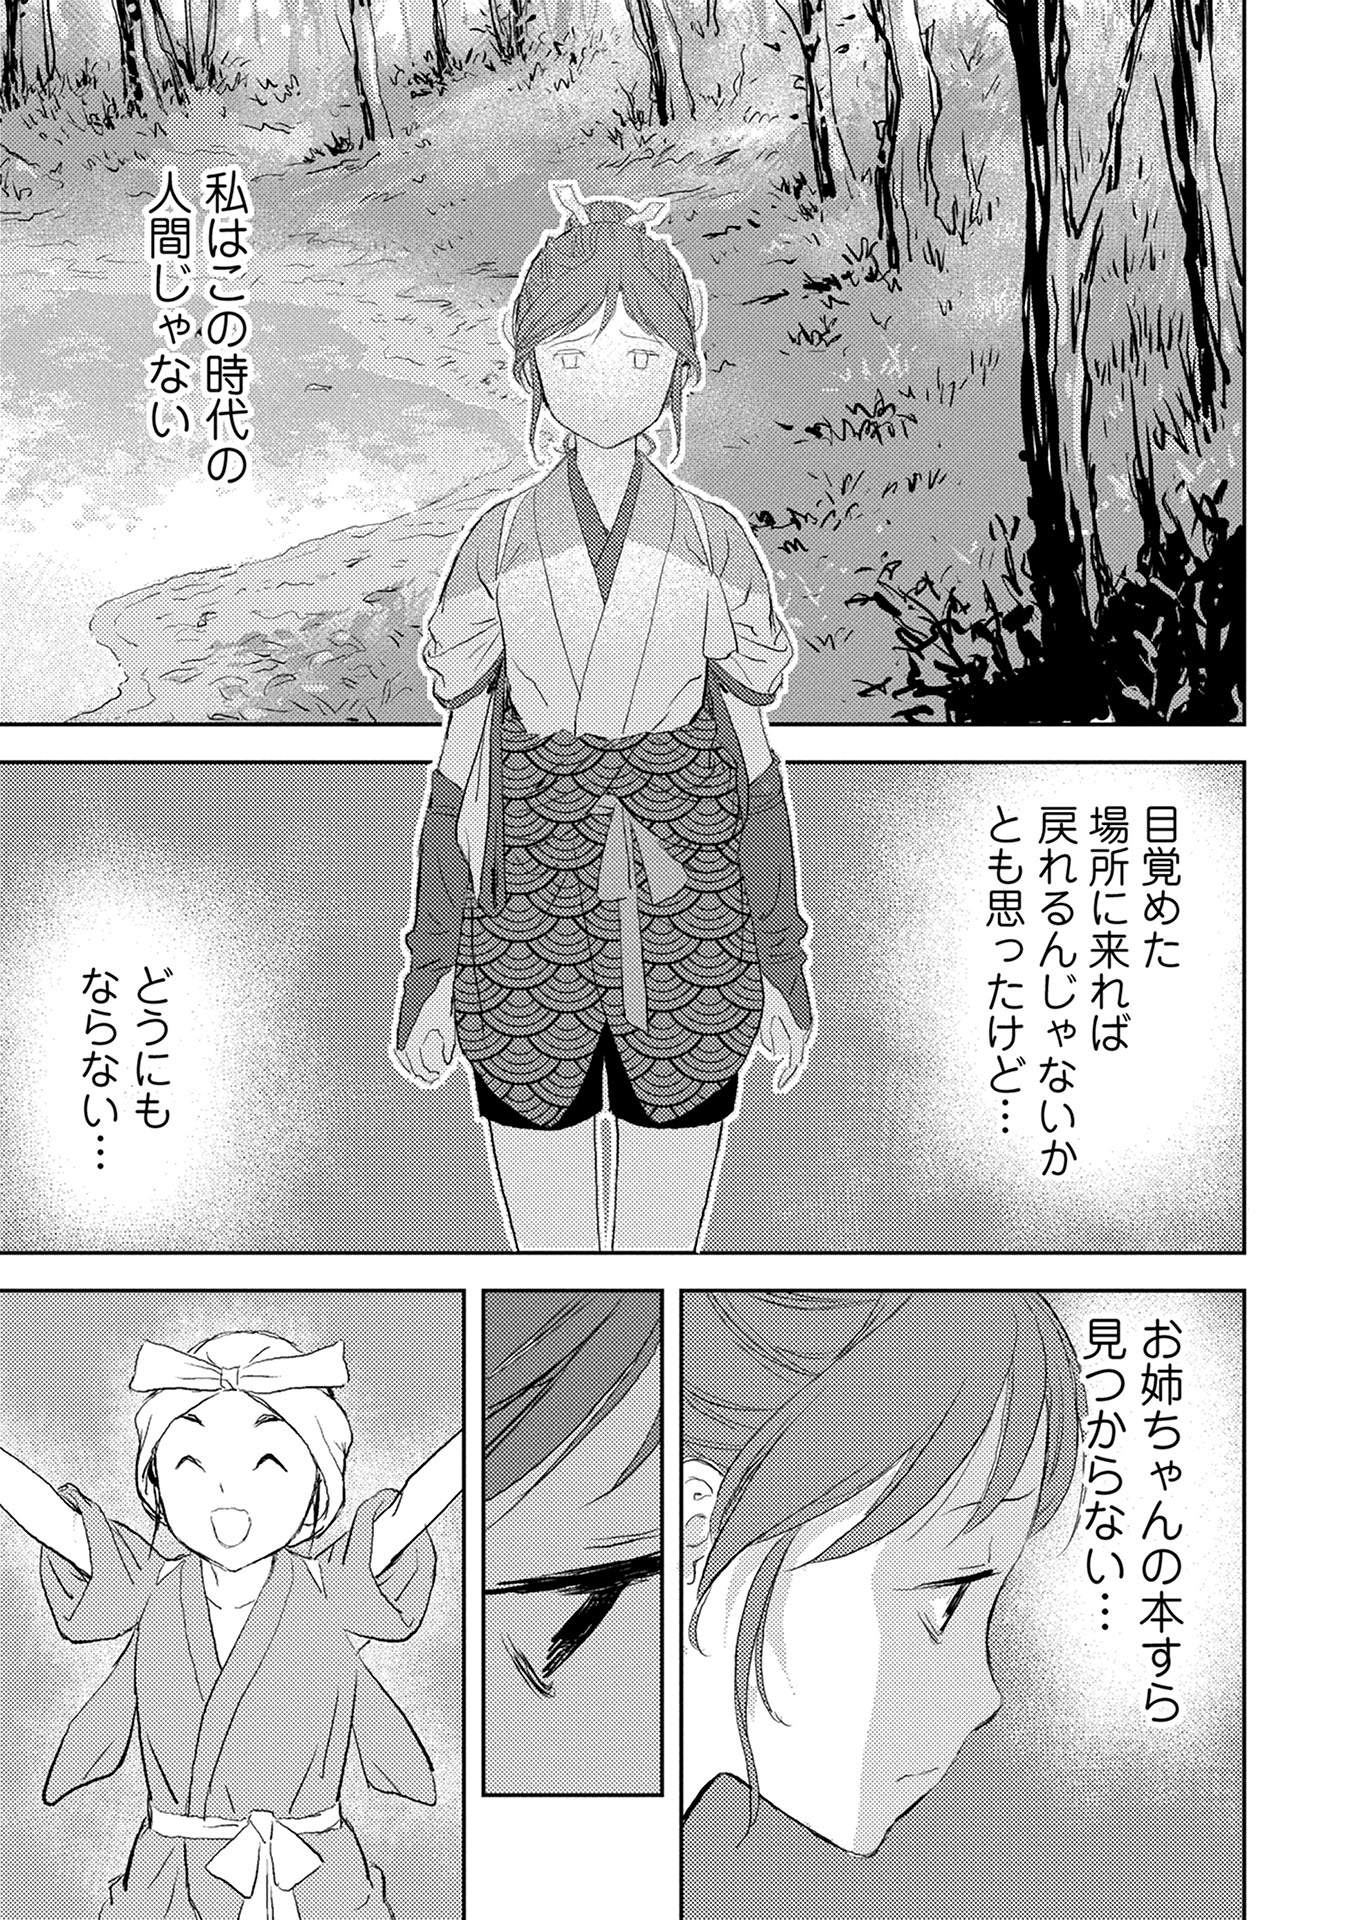 私はこの時代の
人間じゃない
目覚めた
場所に来れば
戻れるんじゃないか
とも思ったけど…
どうにも
ならない…
お姉ちゃんの本すら
見つからない…